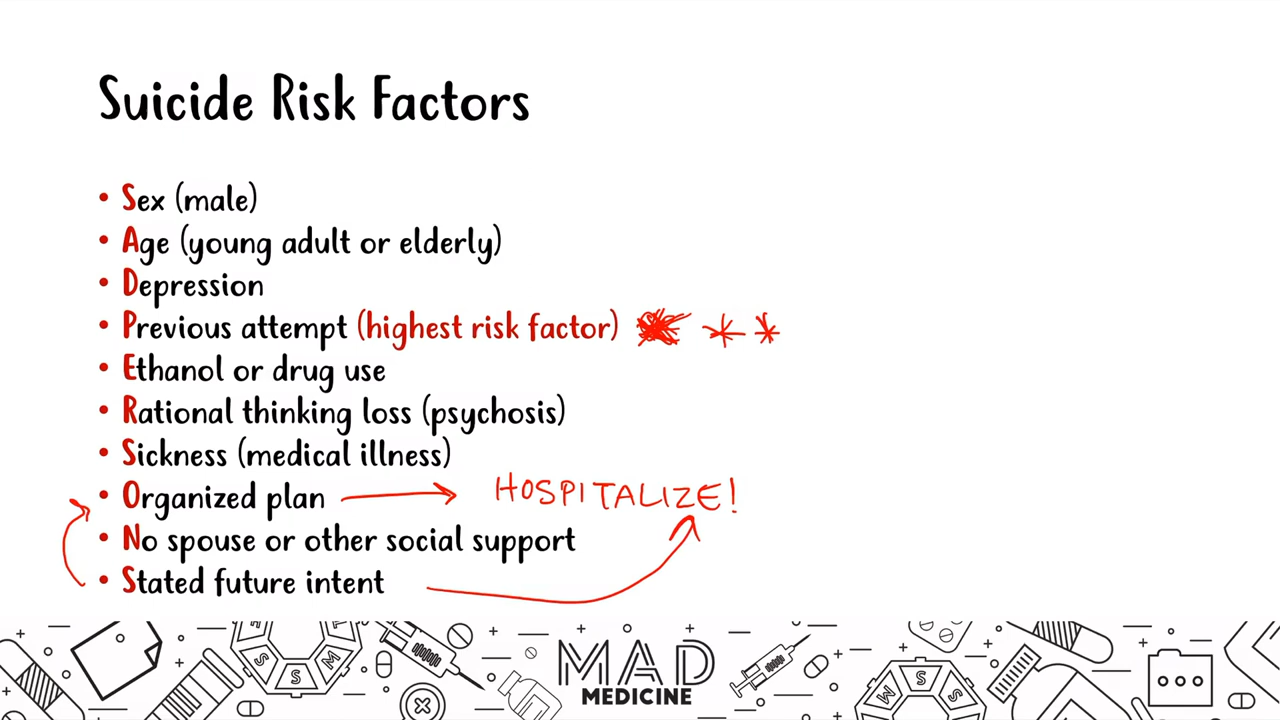 Suicide Risk Factors
• Sex (male)
• Age (young adult or elderly)
• Depression
• Previous attempt (highest risk factor) * * *
• Ethanol or drug use
• Rational thinking loss (psychosis)
• Sickness (medical illness)
• Organized plan → HOSPITALIZE!
• No spouse or other social support
• Stated future intent
MAD
MEDICINE
S S M
M S S